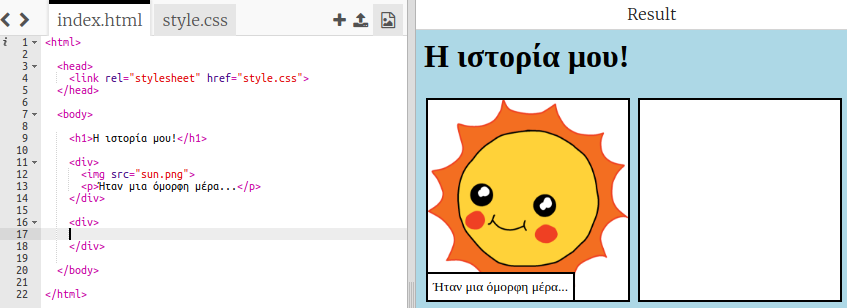 index.html
style.css
Result
1 <html>
2
3 <head>
4 <link rel="stylesheet" href="style.css">
5 </head>
6
7 <body>
8
9 <h1>Η ιστορία μου!</h1>
10
11 <div>
12 <img src="sun.png">
13 <p>Ήταν μια όμορφη μέρα...</p>
14 </div>
15
16 <div>
17
18 </div>
19
20 </body>
21
22 </html>
Η ιστορία μου!
Ήταν μια όμορφη μέρα...